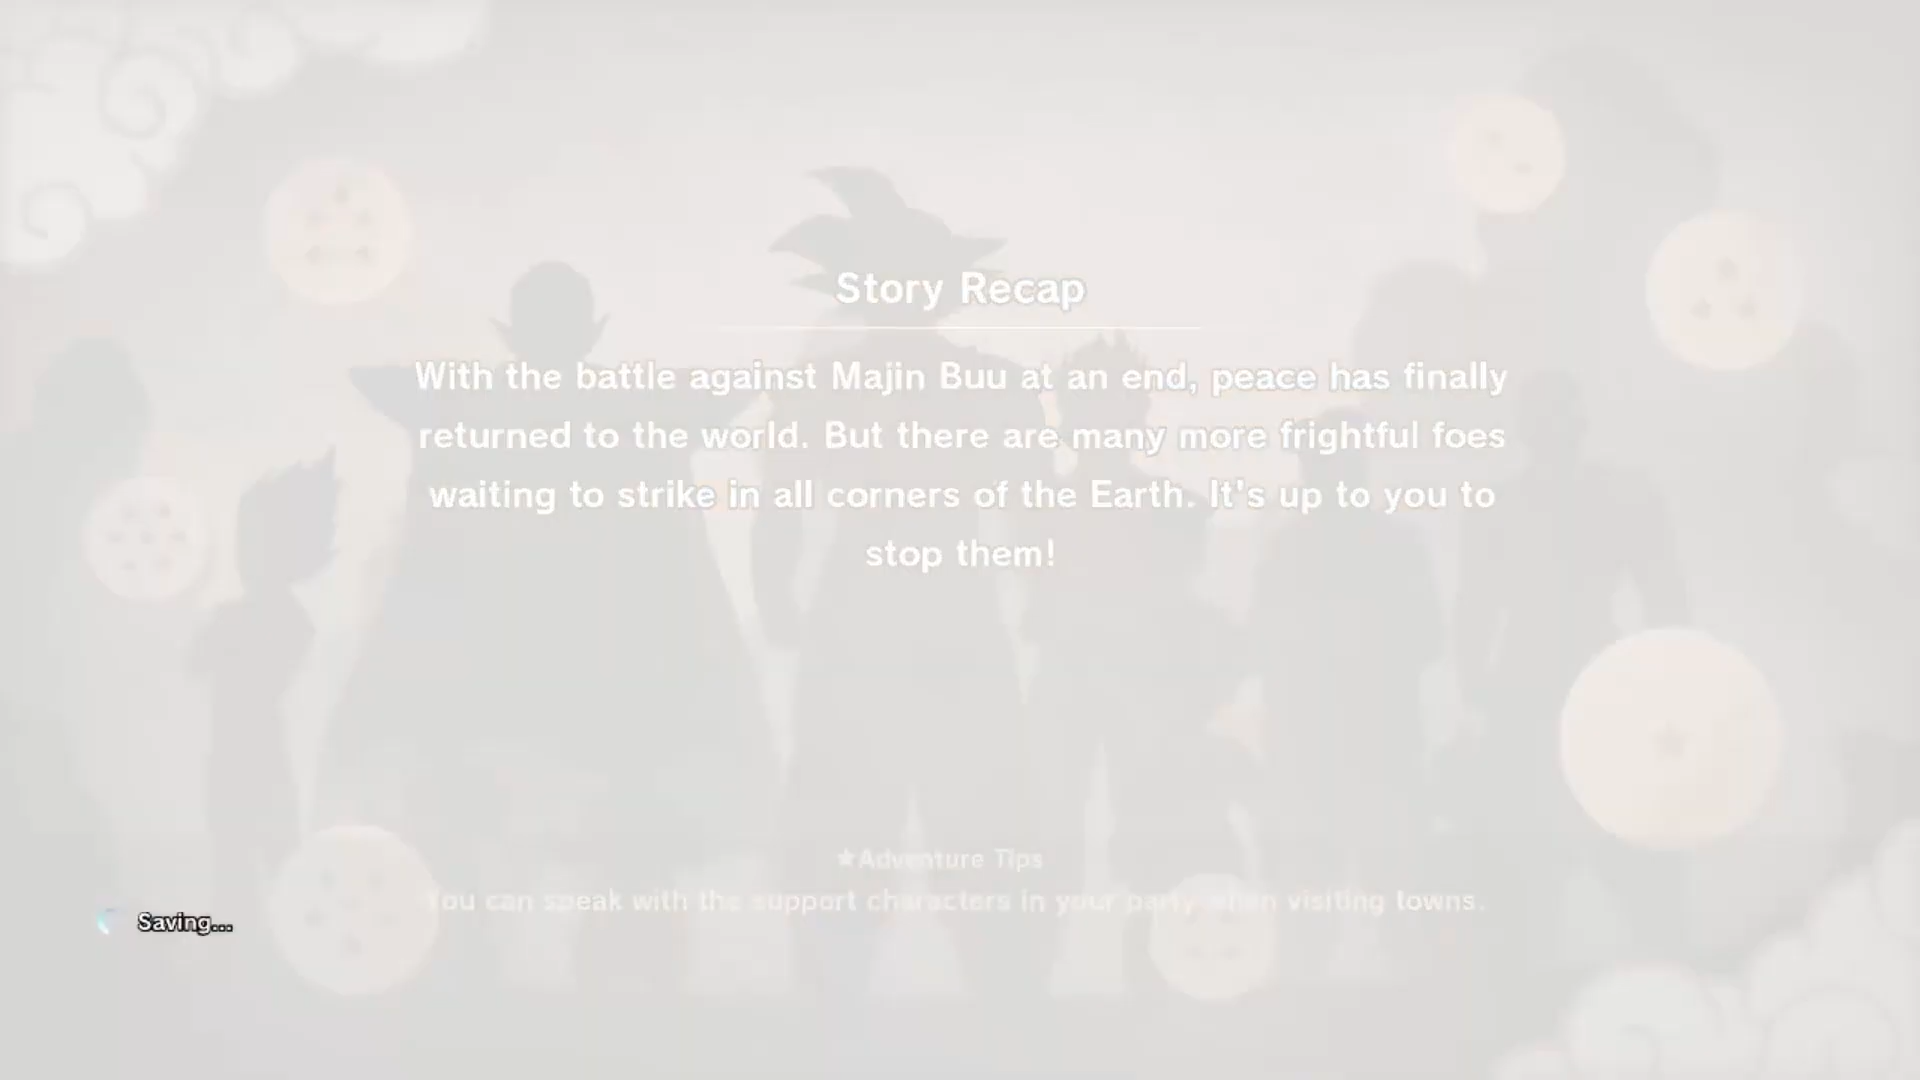 Story Recap
With the battle against Majin Buu at an end, peace has finally
returned to the world. But there are many more frightful foes
waiting to strike in all corners of the Earth. It's up to you to
stop them!
★Adventure Tips
You can speak with the support characters in your party when visiting towns.
Saving...